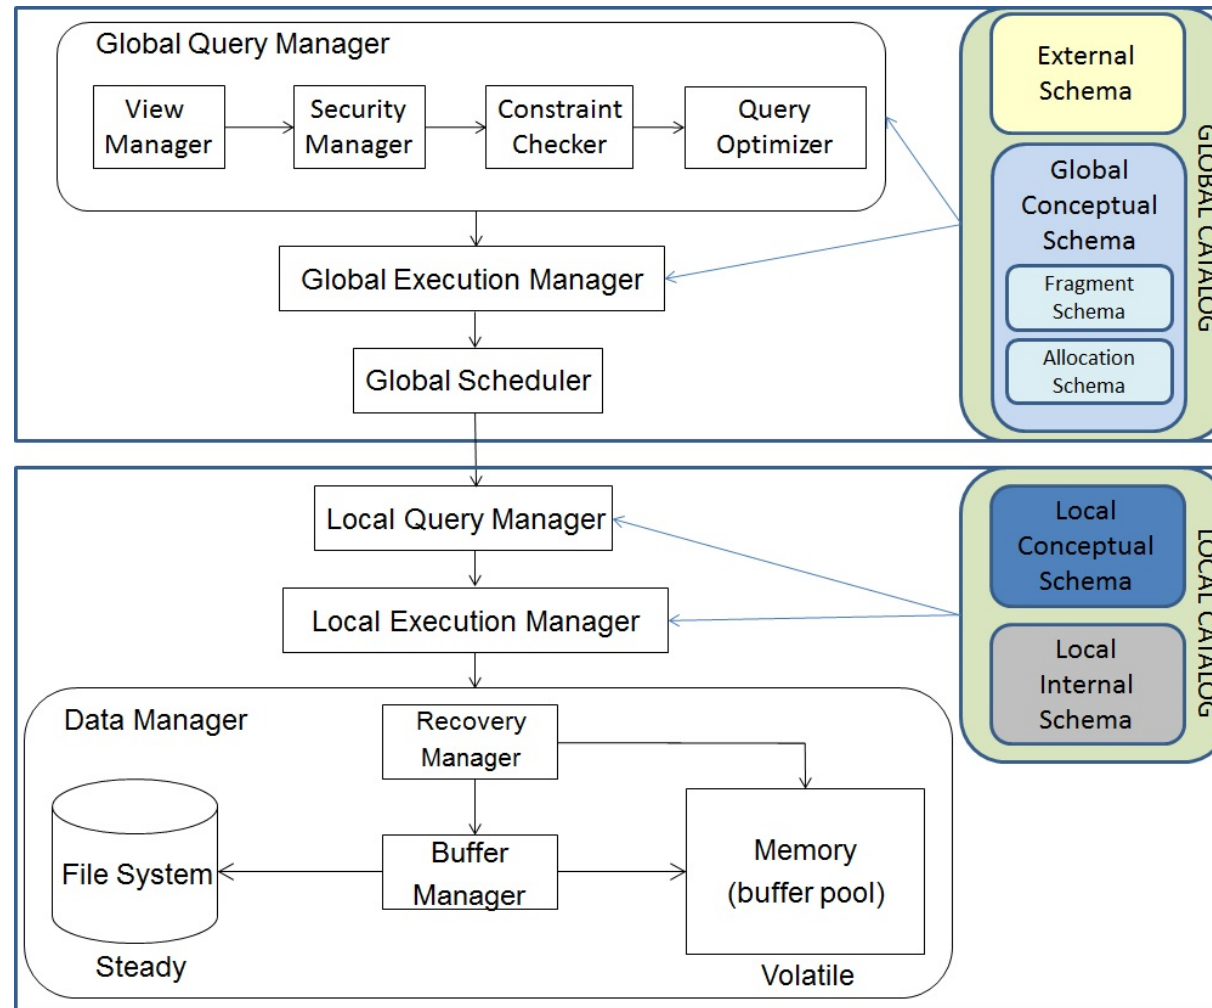 Global Query Manager
View
Manager
Security
Manager
Constraint
Checker
Query
Optimizer
Global Execution Manager
Global Scheduler
External
Schema
Global
Conceptual
Schema
Fragment
Schema
Allocation
Schema
GLOBAL CATALOG
Local Query Manager
Local Execution Manager
Local
Conceptual
Schema
Local
Internal
Schema
LOCAL CATALOG
Data Manager
Recovery
Manager
File System
Buffer
Manager
Memory
(buffer pool)
Steady
Volatile